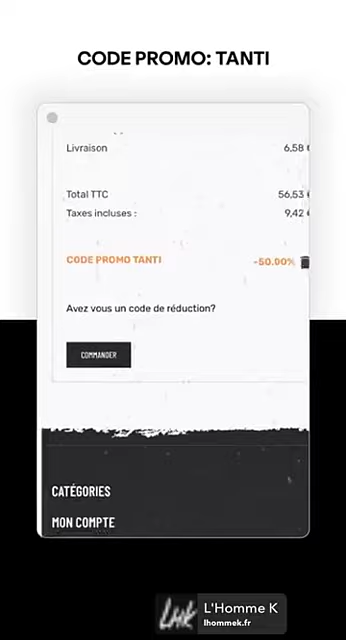 CODE PROMO: TANTI
Livraison 6,58 €
Total TTC 56,53 €
Taxes incluses : 9,42 €
CODE PROMO TANTI -50.00%
Avez vous un code de réduction?
COMMANDER
CATÉGORIES
MON COMPTE
L'Homme K
lhommek.fr